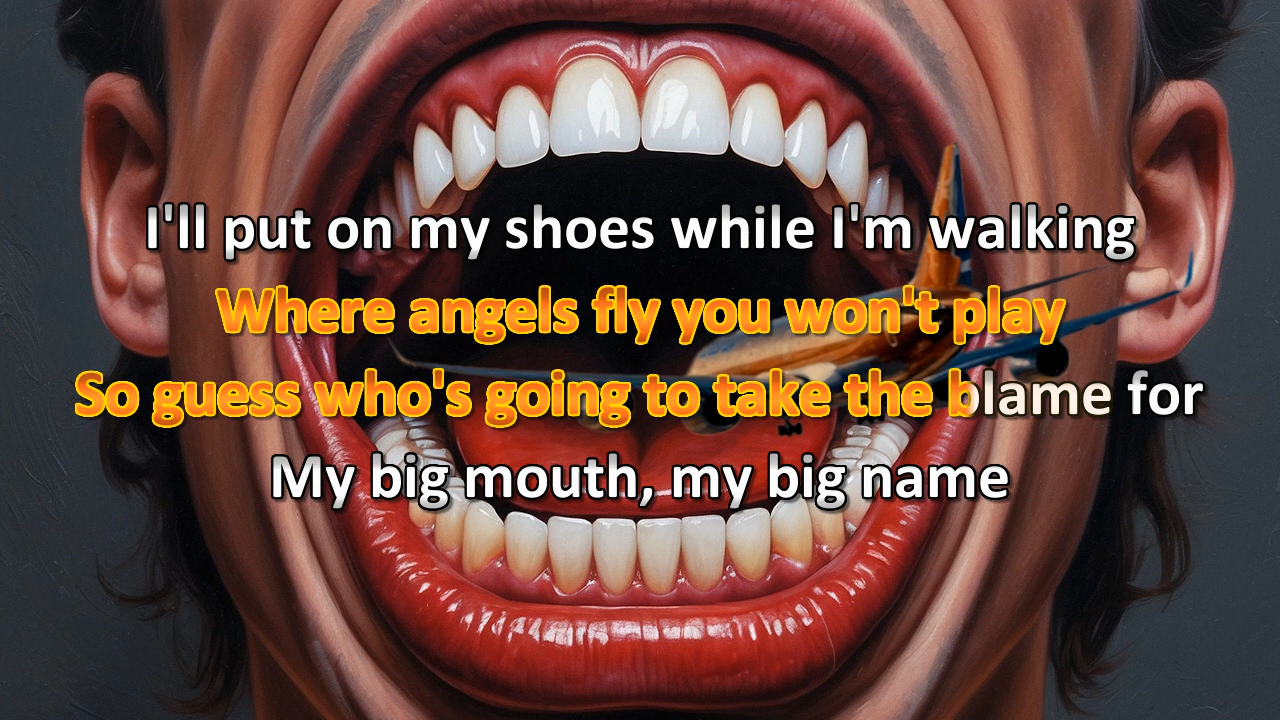 I'll put on my shoes while I'm walking
Where angels fly you won't play
So guess who's going to take the blame for
My big mouth, my big name